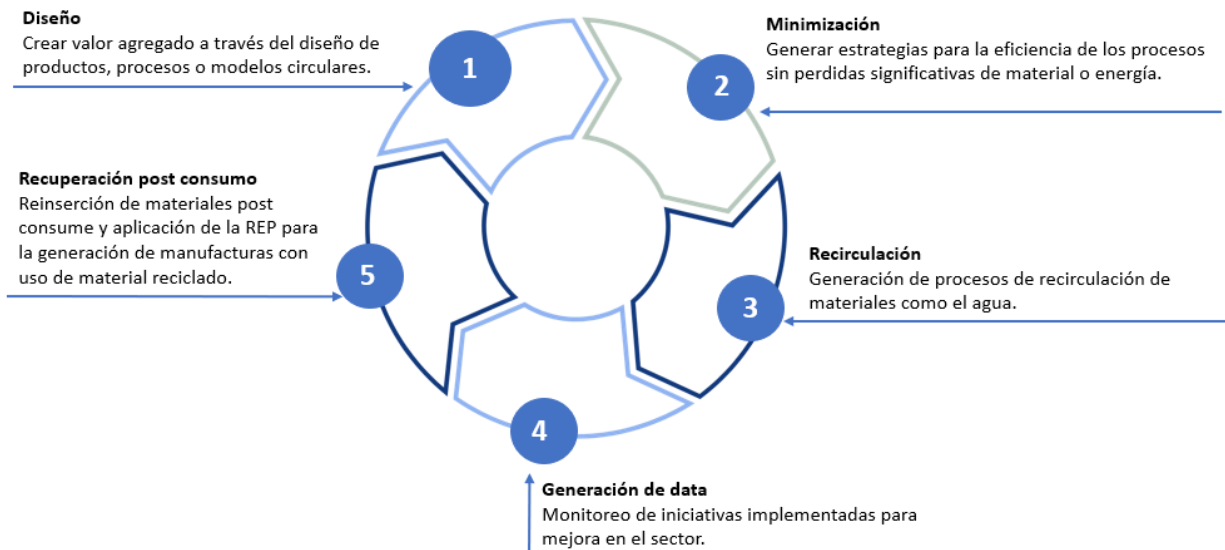 Diseño
Crear valor agregado a través del diseño de
productos, procesos o modelos circulares.
1
2
Minimización
Generar estrategias para la eficiencia de los procesos
sin perdidas significativas de material o energía.
Recuperación post consumo
Reinserción de materiales post
consume y aplicación de la REP para
la generación de manufacturas con
uso de material reciclado.
5
3
Recirculación
Generación de procesos de recirculación de
materiales como el agua.
4
Generación de data
Monitoreo de iniciativas implementadas para
mejora en el sector.